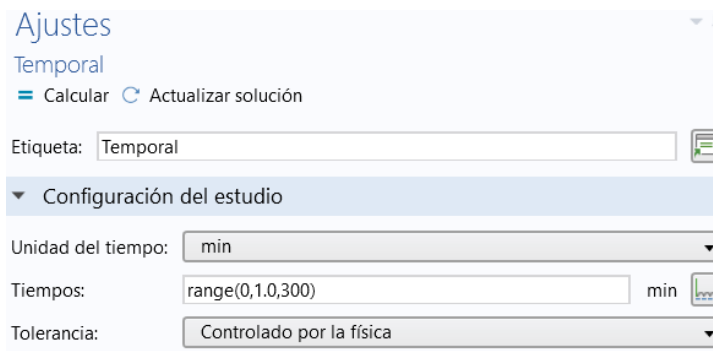 Ajustes
Temporal
= Calcular Actualizar solución
Etiqueta: Temporal
Configuración del estudio
Unidad del tiempo: min
Tiempos: range(0,1.0,300) min
Tolerancia: Controlado por la física